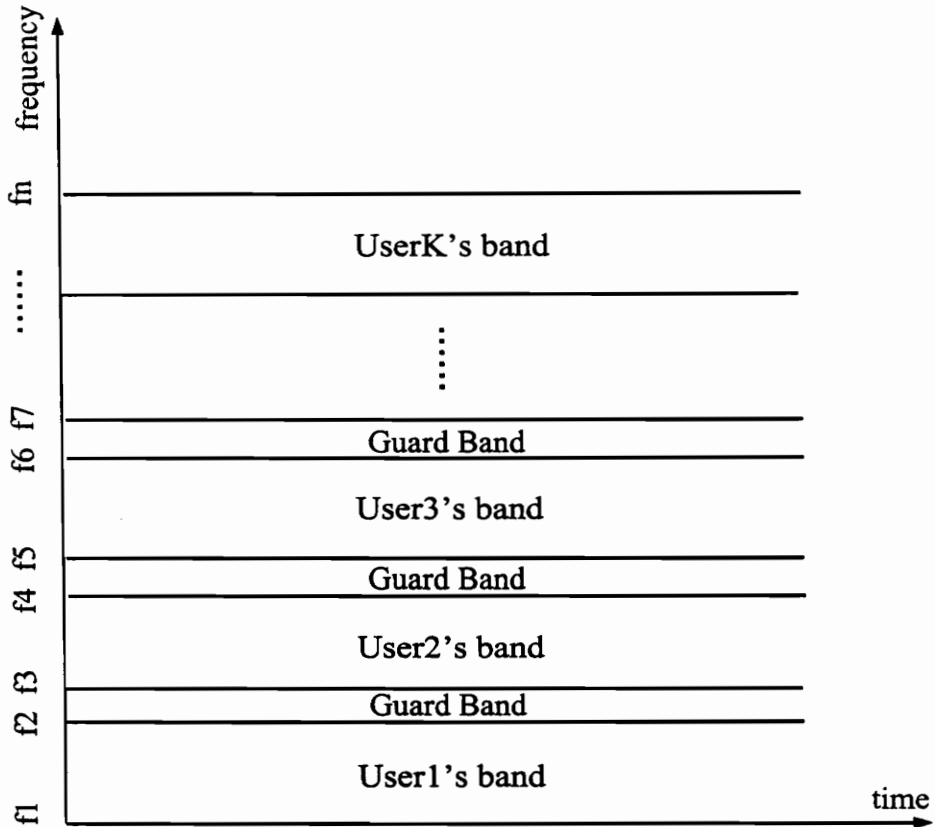 frequency
fn
UserK's band
......
......
f7
Guard Band
f6
User3's band
f5
Guard Band
f4
User2's band
f3
Guard Band
f2
User1's band
time
f1